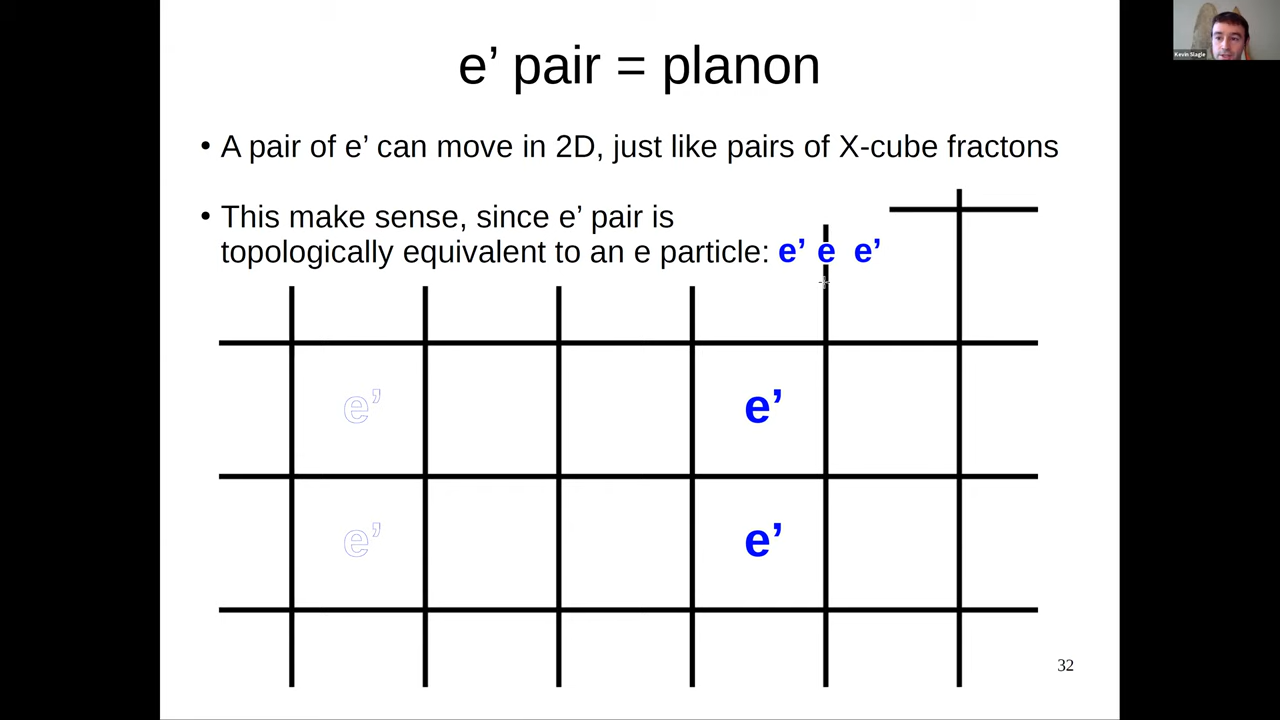 e’ pair = planon
Kevin Slagle
• A pair of e’ can move in 2D, just like pairs of X-cube fractons
• This make sense, since e’ pair is
topologically equivalent to an e particle: e’ e e’
e’ e’
e’ e’
32